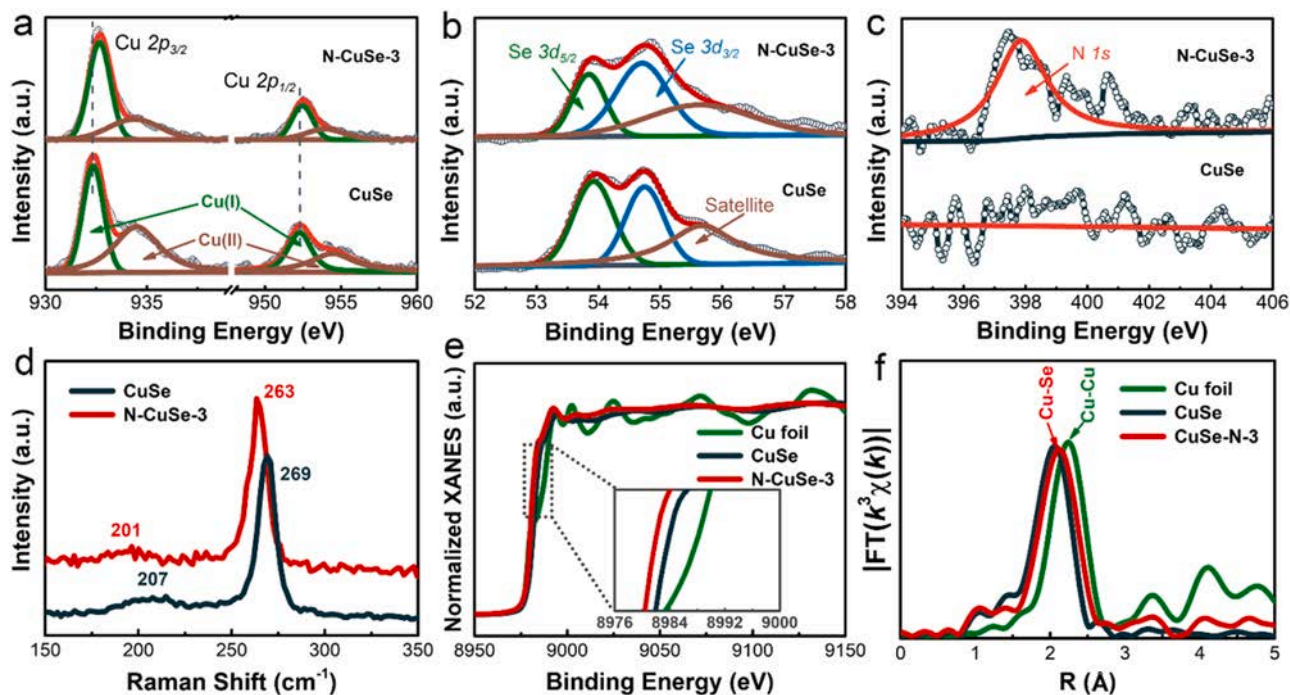 a
Cu 2p3/2
N-CuSe-3
Cu 2p1/2
CuSe
Cu(I)
Cu(II)
Intensity (a.u.)
930 935 950 955 960
Binding Energy (eV)
b
N-CuSe-3
Se 3d5/2
Se 3d3/2
CuSe
Satellite
Intensity (a.u.)
52 53 54 55 56 57 58
Binding Energy (eV)
c
N-CuSe-3
N 1s
CuSe
Intensity (a.u.)
394 396 398 400 402 404 406
Binding Energy (eV)
d
CuSe
N-CuSe-3
263
269
201
207
Intensity (a.u.)
150 200 250 300 350
Raman Shift (cm⁻¹)
e
Cu foil
CuSe
N-CuSe-3
8976 8984 8992 9000
Normalized XANES (a.u.)
8950 9000 9050 9100 9150
Binding Energy (eV)
f
Cu-Se
Cu-Cu
Cu foil
CuSe
CuSe-N-3
|FT(k³χ(k))|
0 1 2 3 4 5
R (Å)